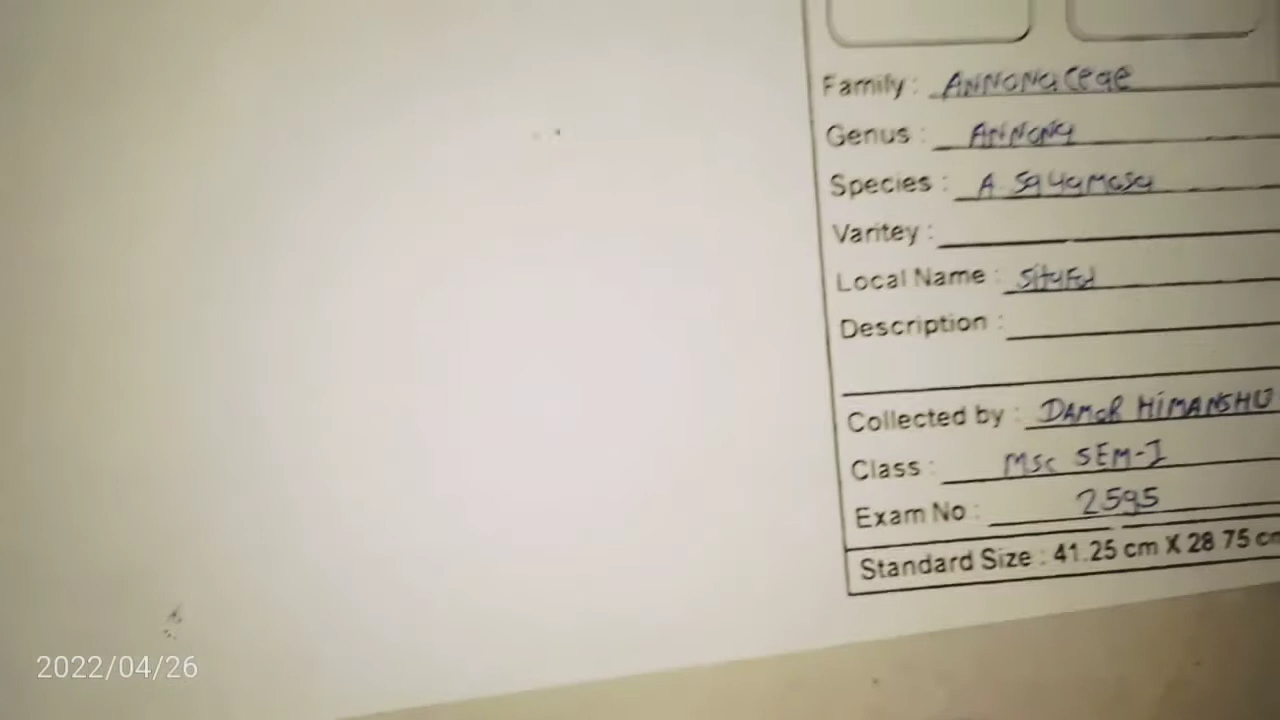 Family : ANNONACeae
Genus : ANNONA
Species : A. Squamosa
Varitey :
Local Name : Sitafal
Description :
Collected by : DAMOR HIMANSHU
Class : MSc SEM-I
Exam No : 2595
Standard Size : 41.25 cm X 28 75 cm
2022/04/26